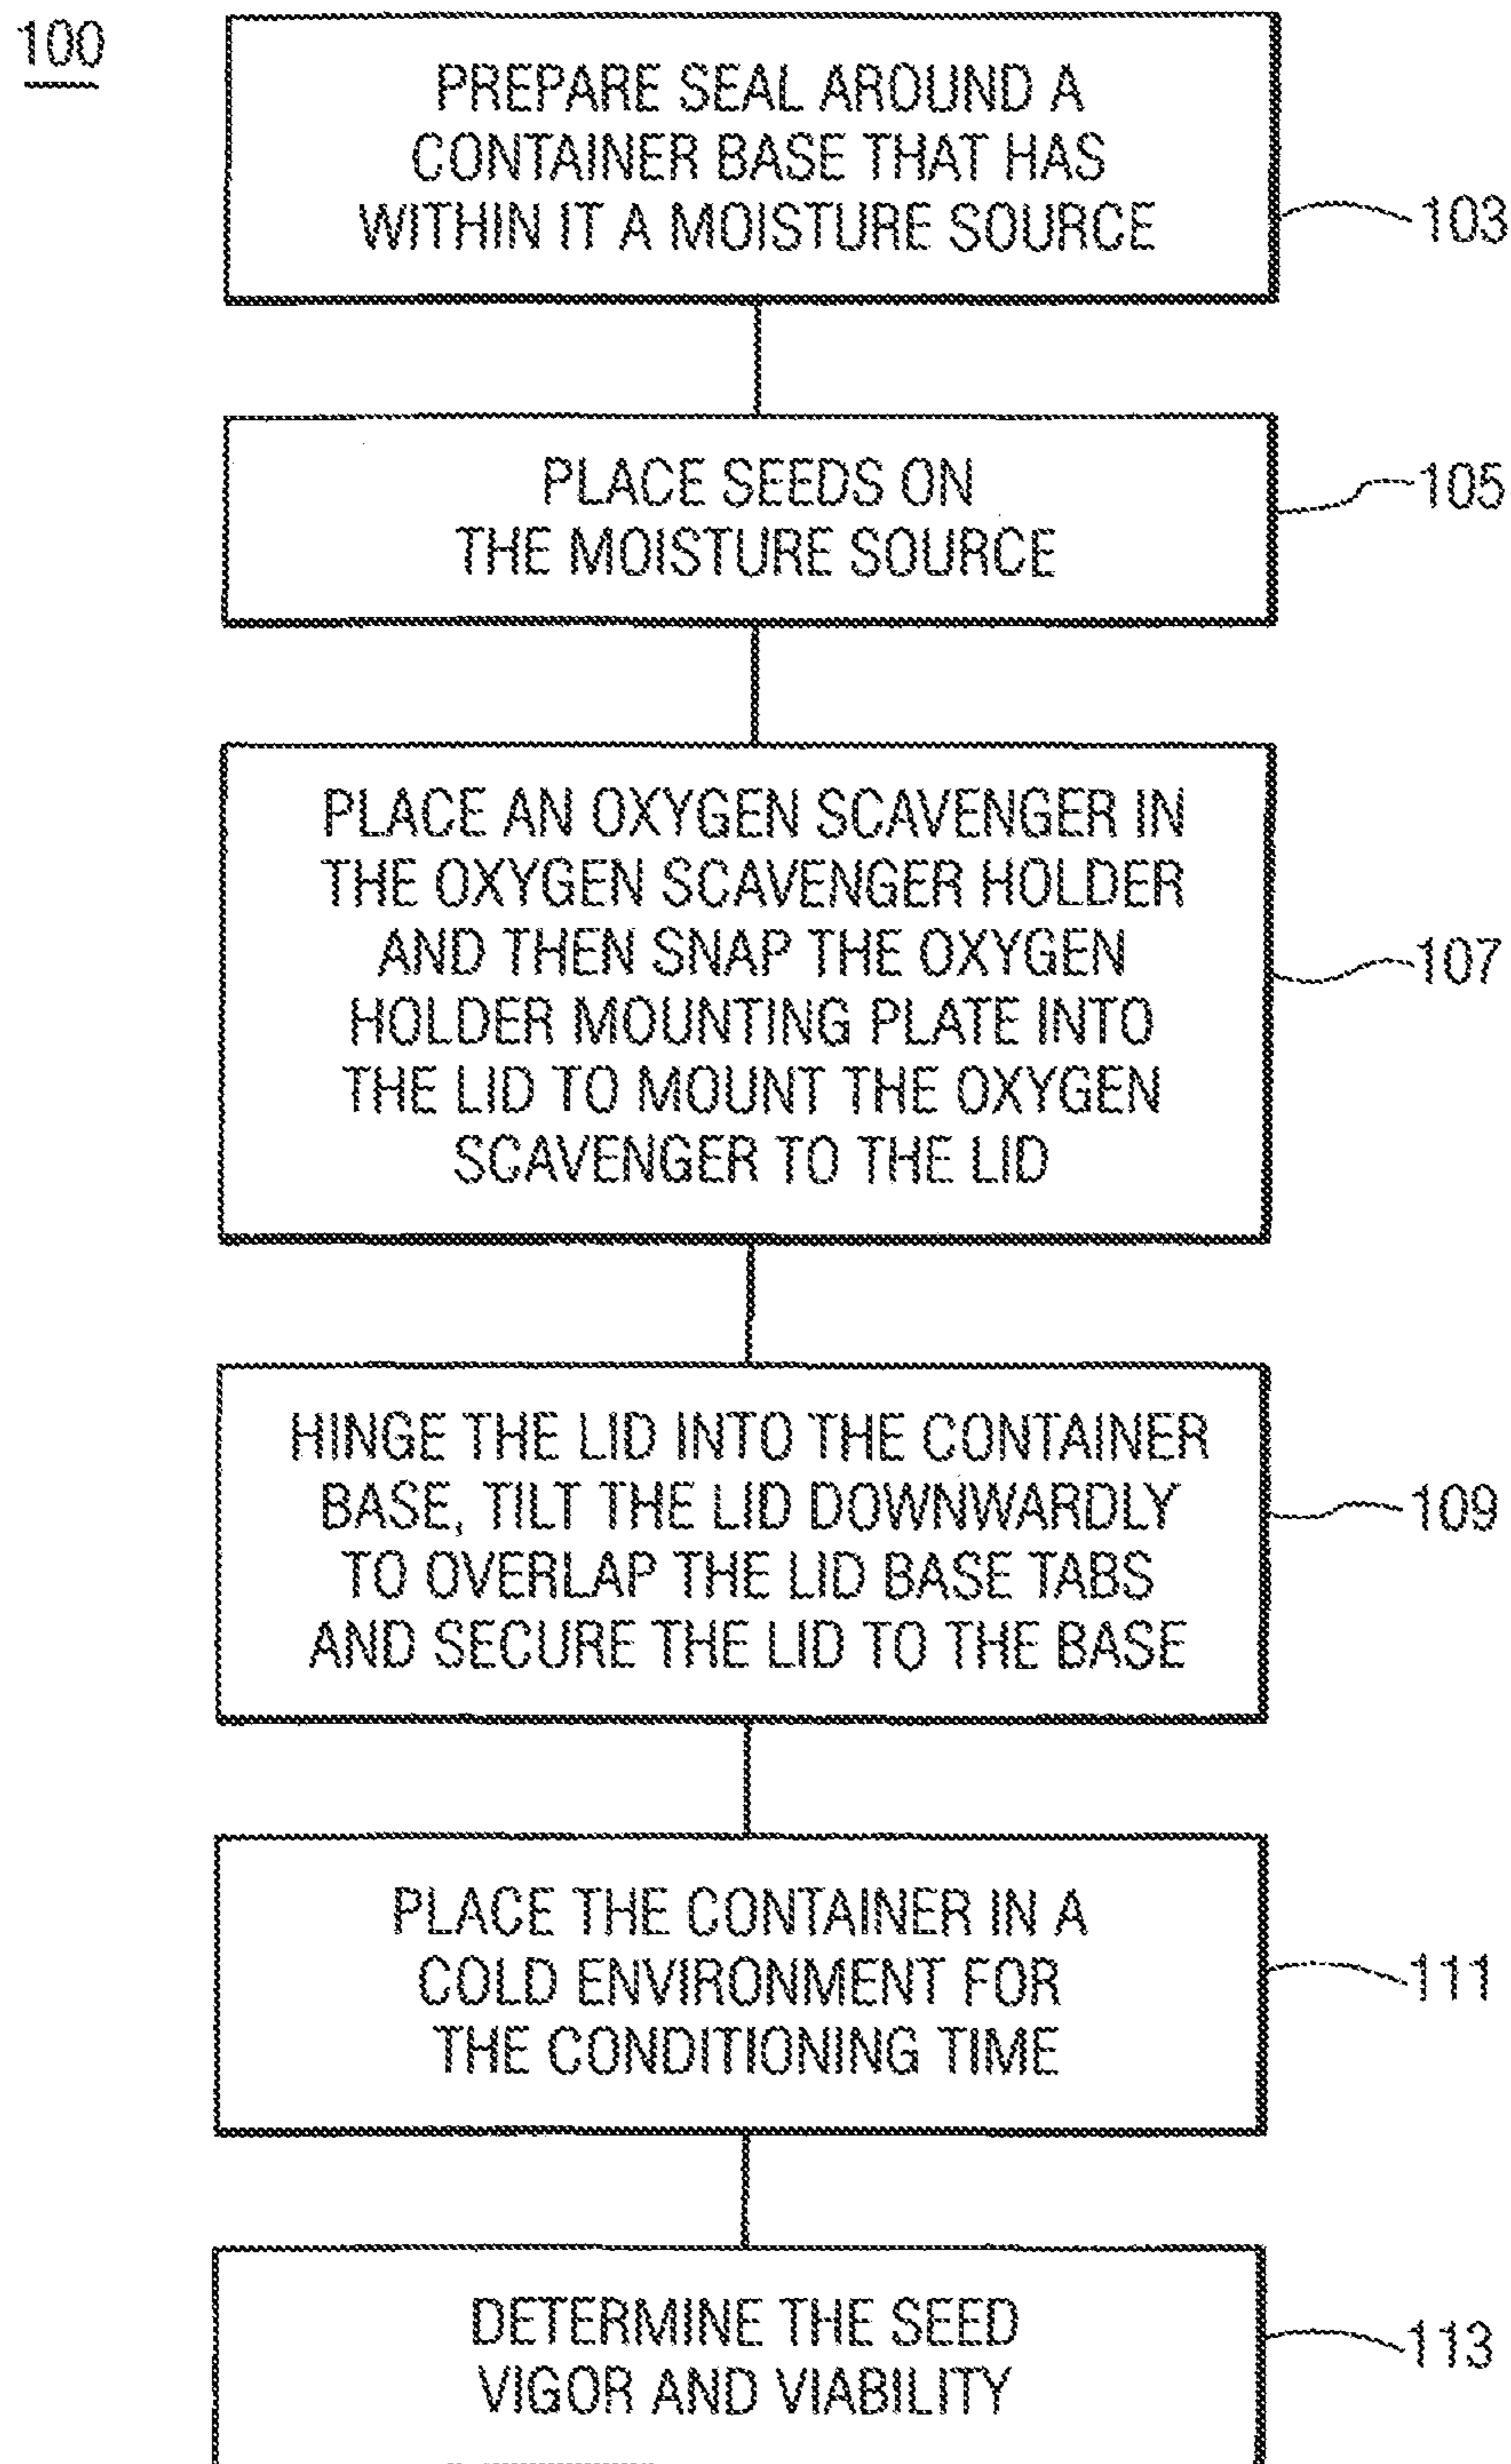 100
PREPARE SEAL AROUND A
CONTAINER BASE THAT HAS
WITHIN IT A MOISTURE SOURCE
103
PLACE SEEDS ON
THE MOISTURE SOURCE
105
PLACE AN OXYGEN SCAVENGER IN
THE OXYGEN SCAVENGER HOLDER
AND THEN SNAP THE OXYGEN
HOLDER MOUNTING PLATE INTO
THE LID TO MOUNT THE OXYGEN
SCAVENGER TO THE LID
107
HINGE THE LID INTO THE CONTAINER
BASE, TILT THE LID DOWNWARDLY
TO OVERLAP THE LID BASE TABS
AND SECURE THE LID TO THE BASE
109
PLACE THE CONTAINER IN A
COLD ENVIRONMENT FOR
THE CONDITIONING TIME
111
DETERMINE THE SEED
VIGOR AND VIABILITY
113